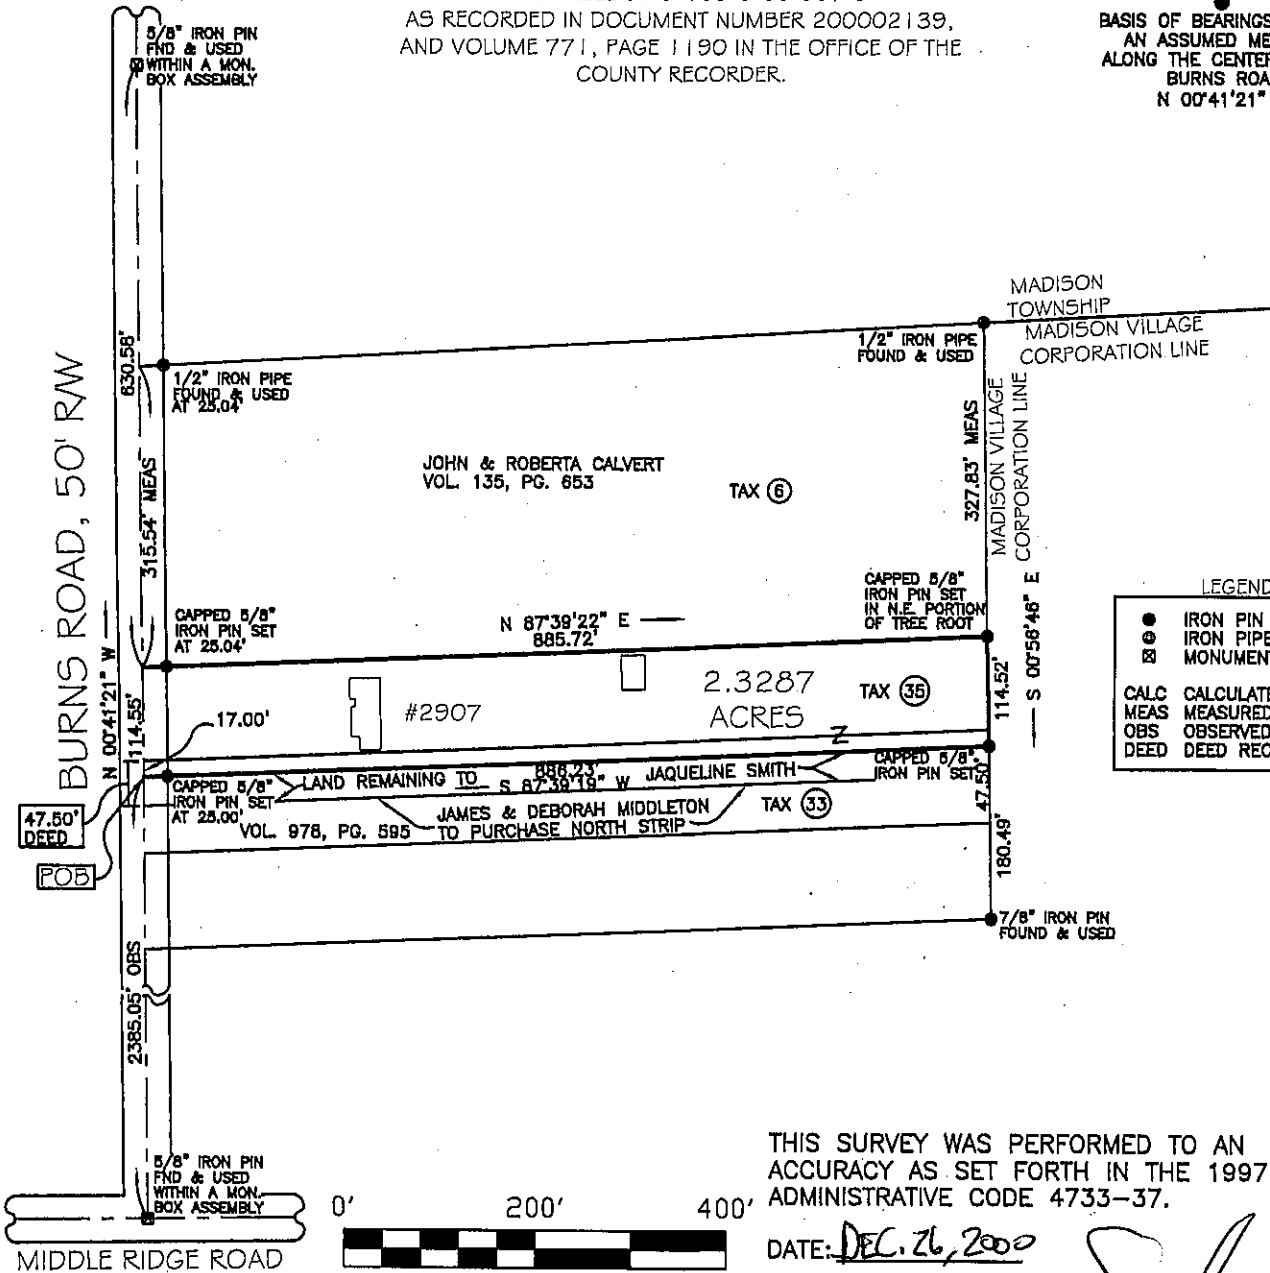 AS RECORDED IN DOCUMENT NUMBER 200002139,
AND VOLUME 771, PAGE 1190 IN THE OFFICE OF THE
COUNTY RECORDER.
BASIS OF BEARINGS
AN ASSUMED
ALONG THE
BURNS
N 00°41'21"
5/8" IRON PIN
FND & USED
WITHIN A MON.
BOX ASSEMBLY
MADISON
TOWNSHIP
MADISON VILLAGE
CORPORATION LINE
630.58'
1/2" IRON PIPE
FOUND & USED
AT 25.04'
1/2" IRON PIPE
FOUND & USED
BURNS ROAD, 50' R/W
315.54' MEAS
JOHN & ROBERTA CALVERT
VOL. 135, PG. 653
TAX 6
327.83' MEAS
MADISON VILLAGE
CORPORATION LINE
CAPPED 5/8"
IRON PIN SET
AT 25.04'
N 87°39'22" E
885.72'
CAPPED 5/8"
IRON PIN SET
IN N.E. PORTION
OF TREE ROOT
S 00°56'46" E
LEGEND
IRON PIN
IRON PIPE
MONUMENT
CALC
MEAS MEASURED
OBS OBSERVED
DEED DEED
N 00°41'21" W
114.55'
17.00'
#2907
2.3287
ACRES
TAX 35
114.52'
Z
CAPPED 5/8"
IRON PIN SET
AT 25.00'
LAND REMAINING TO
886.23'
S 87°39'19" W
JAQUELINE SMITH
CAPPED 5/8"
IRON PIN SET
47.50'
47.50'
DEED
VOL. 978, PG. 595
JAMES & DEBORAH MIDDLETON
TO PURCHASE NORTH STRIP
TAX 33
180.49'
POB
7/8" IRON PIN
FOUND & USED
2385.05' OBS
5/8" IRON PIN
FND & USED
WITHIN A MON.
BOX ASSEMBLY
MIDDLE RIDGE ROAD
0' 200' 400'
THIS SURVEY WAS PERFORMED TO AN
ACCURACY AS SET FORTH IN THE 1997
ADMINISTRATIVE CODE 4733-37.
DATE: DEC. 26, 2000